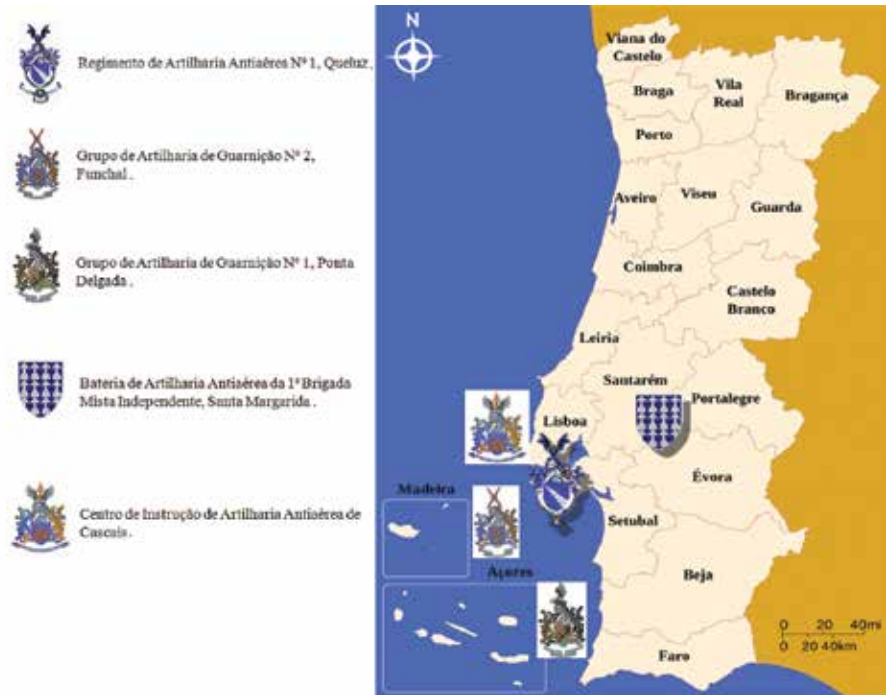 Regimento de Artilharia Antiaéres Nº 1, Queluz .
Grupo de Artilharia de Guarnição Nº 2,
Funchal .
Grupo de Artilharia de Guarnição Nº 1, Ponta
Delgada .
Bateria de Artilharia Antiaérea da 1ª Brigada
Mista Independente, Santa Margarida .
Centro de Instrução de Artilharia Antiaérea de
Cascais.
N
Viana do
Castelo
Braga
Vila
Real
Bragança
Porto
Aveiro
Viseu
Guarda
Coimbra
Castelo
Branco
Leiria
Santarém
Portalegre
Lisboa
Évora
Madeira
Setubal
Açores
Beja
0 20 40mi
0 20 40km
Faro